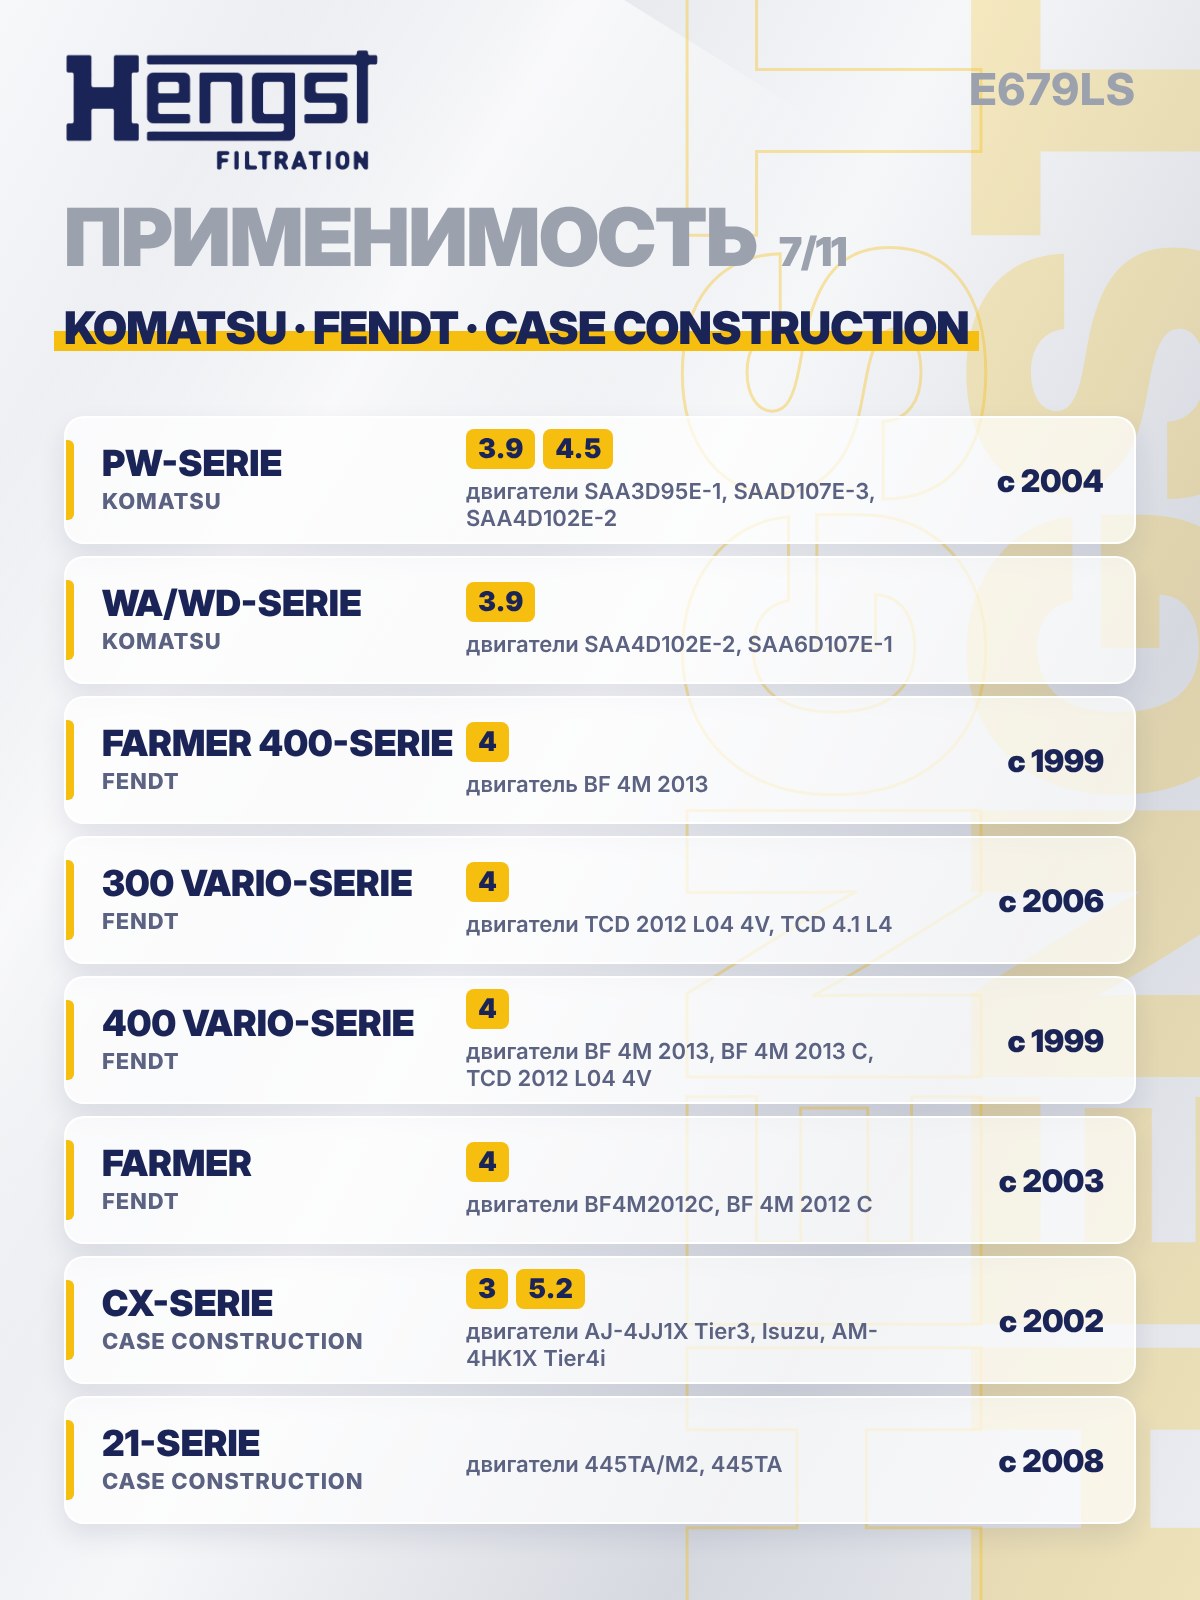 Hengst
FILTRATION
E679LS
ПРИМЕНИМОСТЬ 7/11
KOMATSU · FENDT · CASE CONSTRUCTION
PW-SERIE
KOMATSU
3.9 4.5
двигатели SAA3D95E-1, SAAD107E-3,
SAA4D102E-2
с 2004
WA/WD-SERIE
KOMATSU
3.9
двигатели SAA4D102E-2, SAA6D107E-1
FARMER 400-SERIE
FENDT
4
двигатель BF 4M 2013
с 1999
300 VARIO-SERIE
FENDT
4
двигатели TCD 2012 L04 4V, TCD 4.1 L4
с 2006
400 VARIO-SERIE
FENDT
4
двигатели BF 4M 2013, BF 4M 2013 C,
TCD 2012 L04 4V
с 1999
FARMER
FENDT
4
двигатели BF4M2012C, BF 4M 2012 C
с 2003
CX-SERIE
CASE CONSTRUCTION
3 5.2
двигатели AJ-4JJ1X Tier3, Isuzu, AM-
4HK1X Tier4i
с 2002
21-SERIE
CASE CONSTRUCTION
двигатели 445TA/M2, 445TA
с 2008
HENGST
HENGST